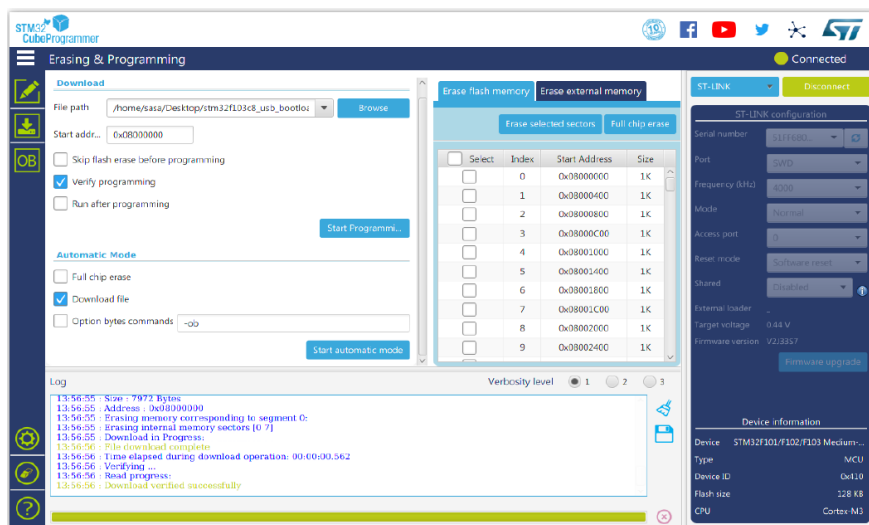 STM32
CubeProgrammer
10
ST
Erasing & Programming
Connected
OB
Download
File path
/home/sasa/Desktop/stm32f103c8_usb_bootloa
Browse
Start addr...
0x08000000
Skip flash erase before programming
Verify programming
Run after programming
Start Programmi...
Automatic Mode
Full chip erase
Download file
Option bytes commands
-ob
Start automatic mode
Erase flash memory
Erase external memory
Erase selected sectors
Full chip erase
Select Index Start Address Size
0 0x08000000 1K
1 0x08000400 1K
2 0x08000800 1K
3 0x08000C00 1K
4 0x08001000 1K
5 0x08001400 1K
6 0x08001800 1K
7 0x08001C00 1K
8 0x08002000 1K
9 0x08002400 1K
Log
Verbosity level 1 2 3
13:56:55 : Size : 7972 Bytes
13:56:55 : Address : 0x08000000
13:56:55 : Erasing memory corresponding to segment 0:
13:56:55 : Erasing internal memory sectors [0 7]
13:56:55 : Download in Progress:
13:56:56 : File download complete
13:56:56 : Time elapsed during download operation: 00:00:00.562
13:56:56 : Verifying ...
13:56:56 : Read progress:
13:56:56 : Download verified successfully
ST-LINK
Disconnect
ST-LINK configuration
Serial number
Port SWD
Frequency (kHz) 4000
Mode Normal
Access port 0
Reset mode Software reset
Shared Disabled
External loader _
Target voltage 0.44 V
Firmware version V2J33S7
Firmware upgrade
Device information
Device STM32F101/F102/F103 Medium-...
Type MCU
Device ID 0x410
Flash size 128 KB
CPU Cortex-M3